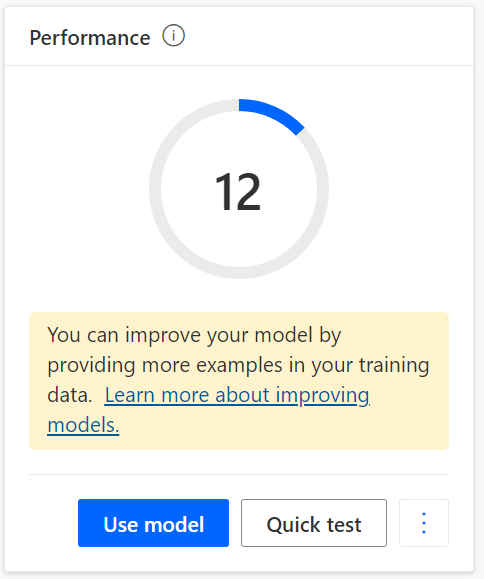 Performance
12
You can improve your model by
providing more examples in your training
data. Learn more about improving
models.
Use model
Quick test